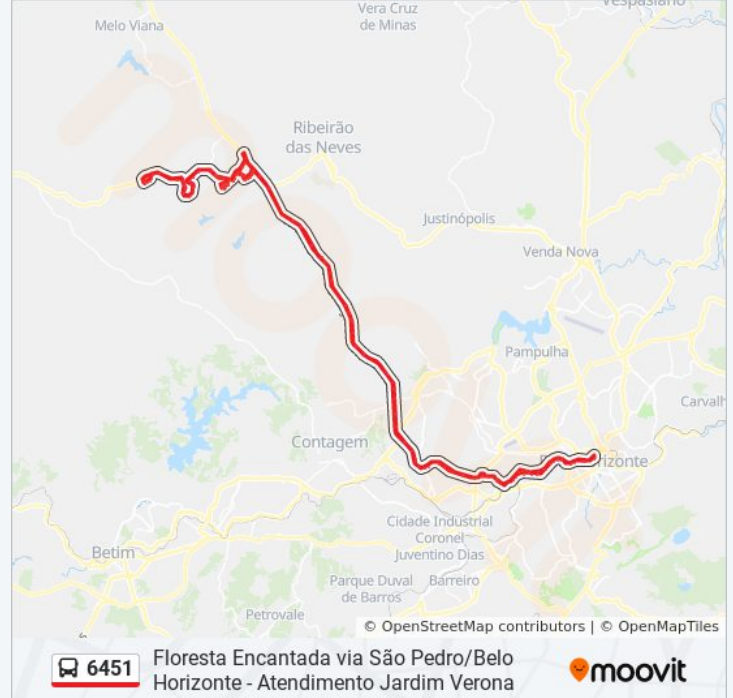 Vespasiano
Vera Cruz
de Minas
Melo Viana
Ribeirão
das Neves
Justinópolis
Venda Nova
Pampulha
Contagem
Horizonte
Cidade Industrial
Coronel
Juventino Dias
Betim
Parque Duval
de Barros
Barreiro
Petrovale
© OpenStreetMap contributors | © OpenMapTiles
6451
Floresta Encantada via São Pedro/Belo
Horizonte - Atendimento Jardim Verona
moovit